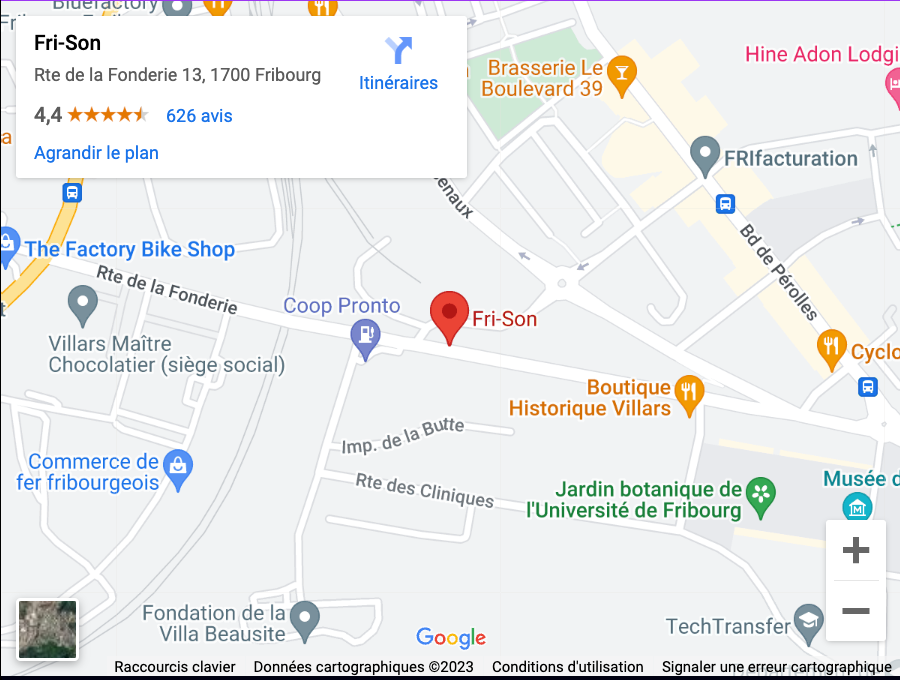 Bluefactory
Fri-Son
Rte de la Fonderie 13, 1700 Fribourg
Itinéraires
4,4
626 avis
Agrandir le plan
Brasserie Le
Boulevard 39
Hine Adon Lodgi
FRIfacturation
enaux
Bd de Pérolles
The Factory Bike Shop
Rte de la Fonderie
Coop Pronto
Fri-Son
Villars Maître
Chocolatier (siège social)
Cyclo
Boutique
Historique Villars
Imp. de la Butte
Commerce de
fer fribourgeois
Rte des Cliniques
Jardin botanique de
l'Université de Fribourg
Musée d
Fondation de la
Villa Beausite
TechTransfer
Google
Raccourcis clavier Données cartographiques ©2023 Conditions d'utilisation Signaler une erreur cartographique